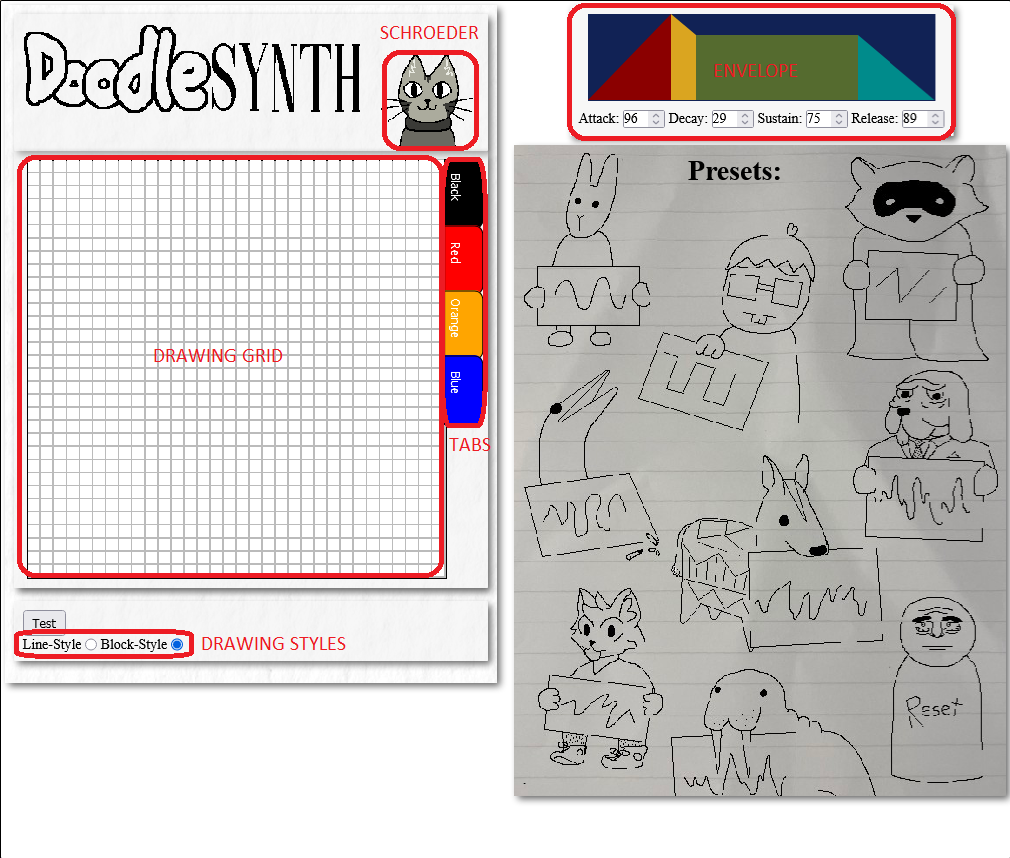 DoodleSYNTH
SCHROEDER
Black
Red
Orange
Blue
DRAWING GRID
TABS
Test
Line-Style Block-Style
DRAWING STYLES
ENVELOPE
Attack: 96 Decay: 29 Sustain: 75 Release: 89
Presets:
Reset